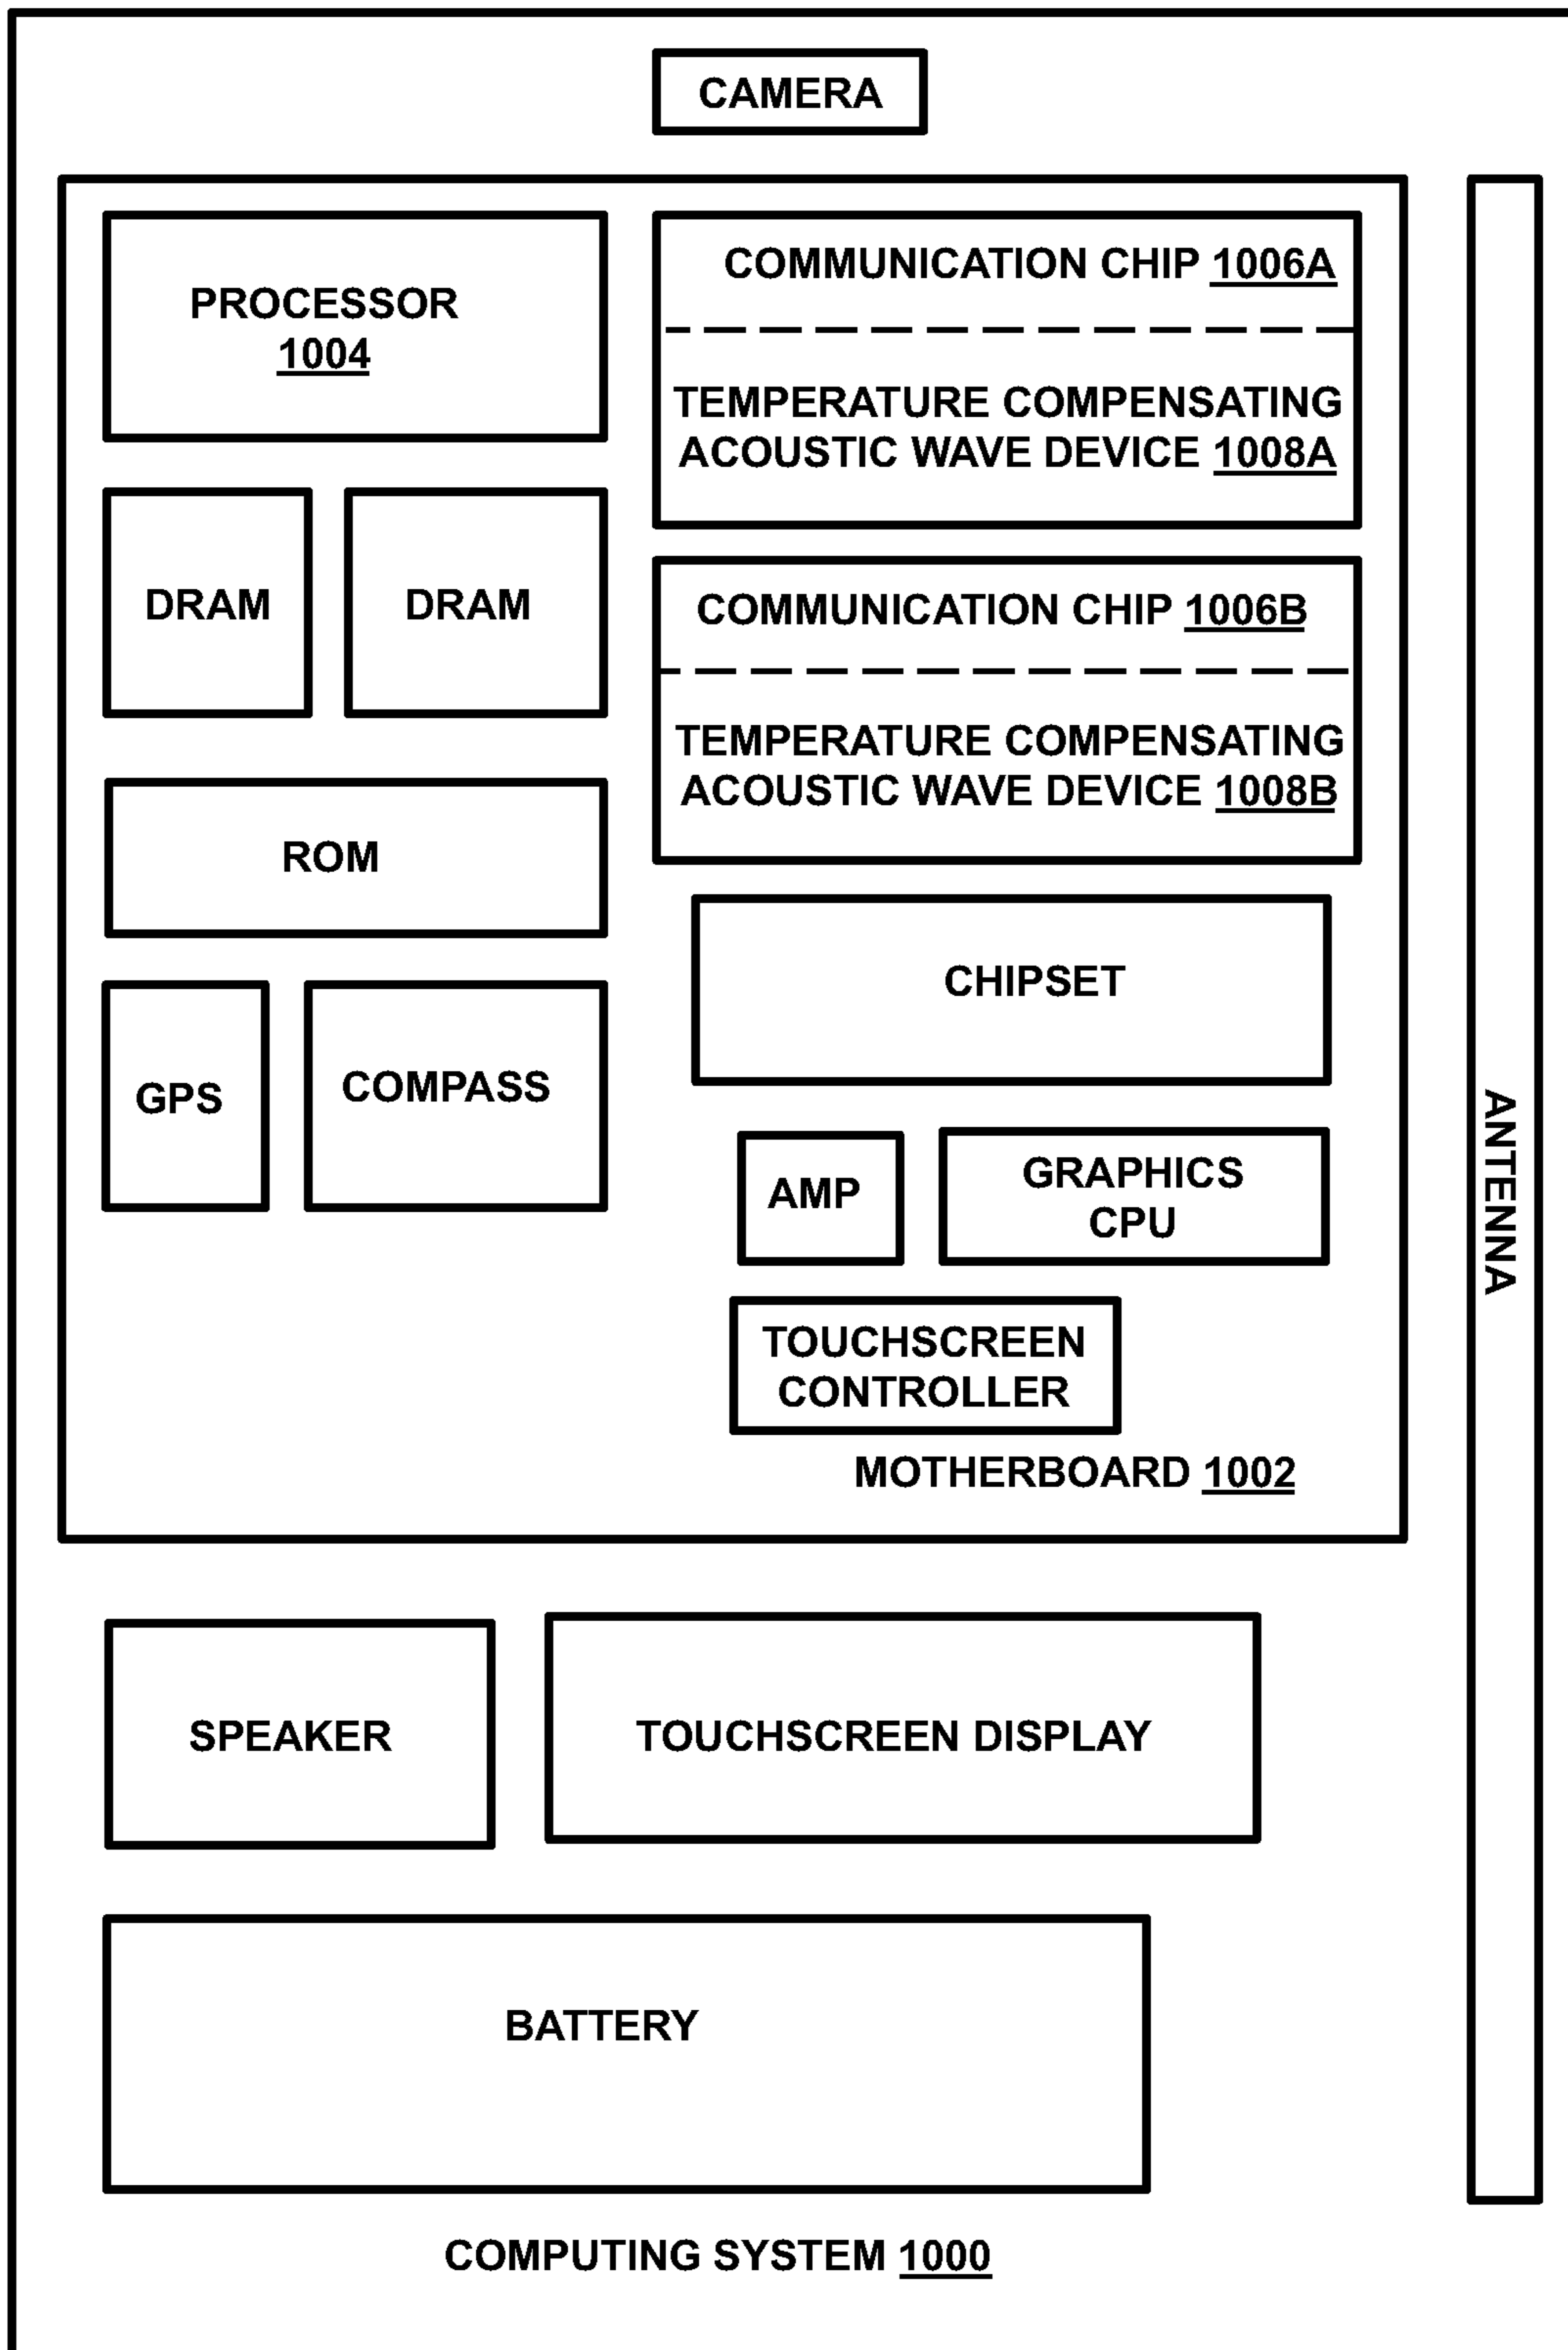 CAMERA
PROCESSOR
1004
COMMUNICATION CHIP 1006A
TEMPERATURE COMPENSATING
ACOUSTIC WAVE DEVICE 1008A
DRAM
DRAM
COMMUNICATION CHIP 1006B
TEMPERATURE COMPENSATING
ACOUSTIC WAVE DEVICE 1008B
ROM
CHIPSET
GPS
COMPASS
AMP
GRAPHICS
CPU
TOUCHSCREEN
CONTROLLER
MOTHERBOARD 1002
ANTENNA
SPEAKER
TOUCHSCREEN DISPLAY
BATTERY
COMPUTING SYSTEM 1000